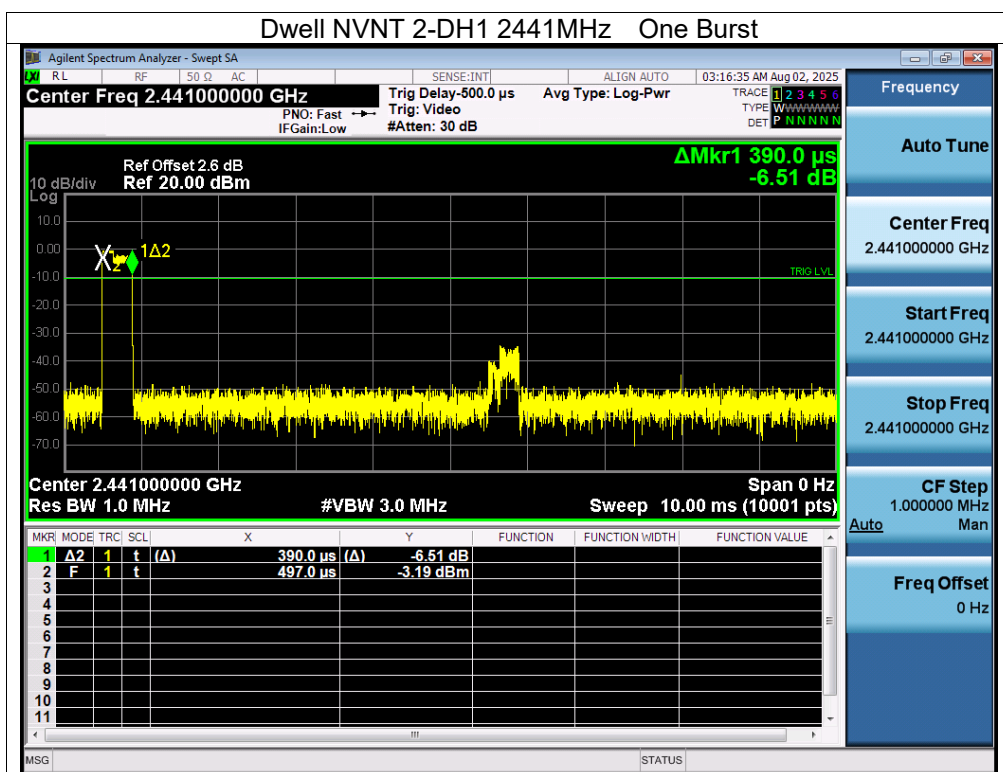 Dwell NVNT 2-DH1 2441MHz One Burst
Agilent Spectrum Analyzer - Swept SA
LXI RL RF 50 Ω AC SENSE:INT ALIGN AUTO 03:16:35 AM Aug 02, 2025
Center Freq 2.441000000 GHz
PNO: Fast
IFGain:Low
Trig Delay-500.0 µs
Trig: Video
#Atten: 30 dB
Avg Type: Log-Pwr
TRACE 1 2 3 4 5 6
TYPE WWWWWW
DET P N N N N N
ΔMkr1 390.0 µs
-6.51 dB
Ref Offset 2.6 dB
10 dB/div Ref 20.00 dBm
Log
10.0
0.00
-10.0
-20.0
-30.0
-40.0
-50.0
-60.0
-70.0
X2
1Δ2
TRIG LVL
Center 2.441000000 GHz Span 0 Hz
Res BW 1.0 MHz #VBW 3.0 MHz Sweep 10.00 ms (10001 pts)
MKR MODE TRC SCL X Y FUNCTION FUNCTION WIDTH FUNCTION VALUE
1 Δ2 1 t (Δ) 390.0 µs (Δ) -6.51 dB
2 F 1 t 497.0 µs -3.19 dBm
3
4
5
6
7
8
9
10
11
MSG STATUS
Frequency
Auto Tune
Center Freq
2.441000000 GHz
Start Freq
2.441000000 GHz
Stop Freq
2.441000000 GHz
CF Step
1.000000 MHz
Auto Man
Freq Offset
0 Hz